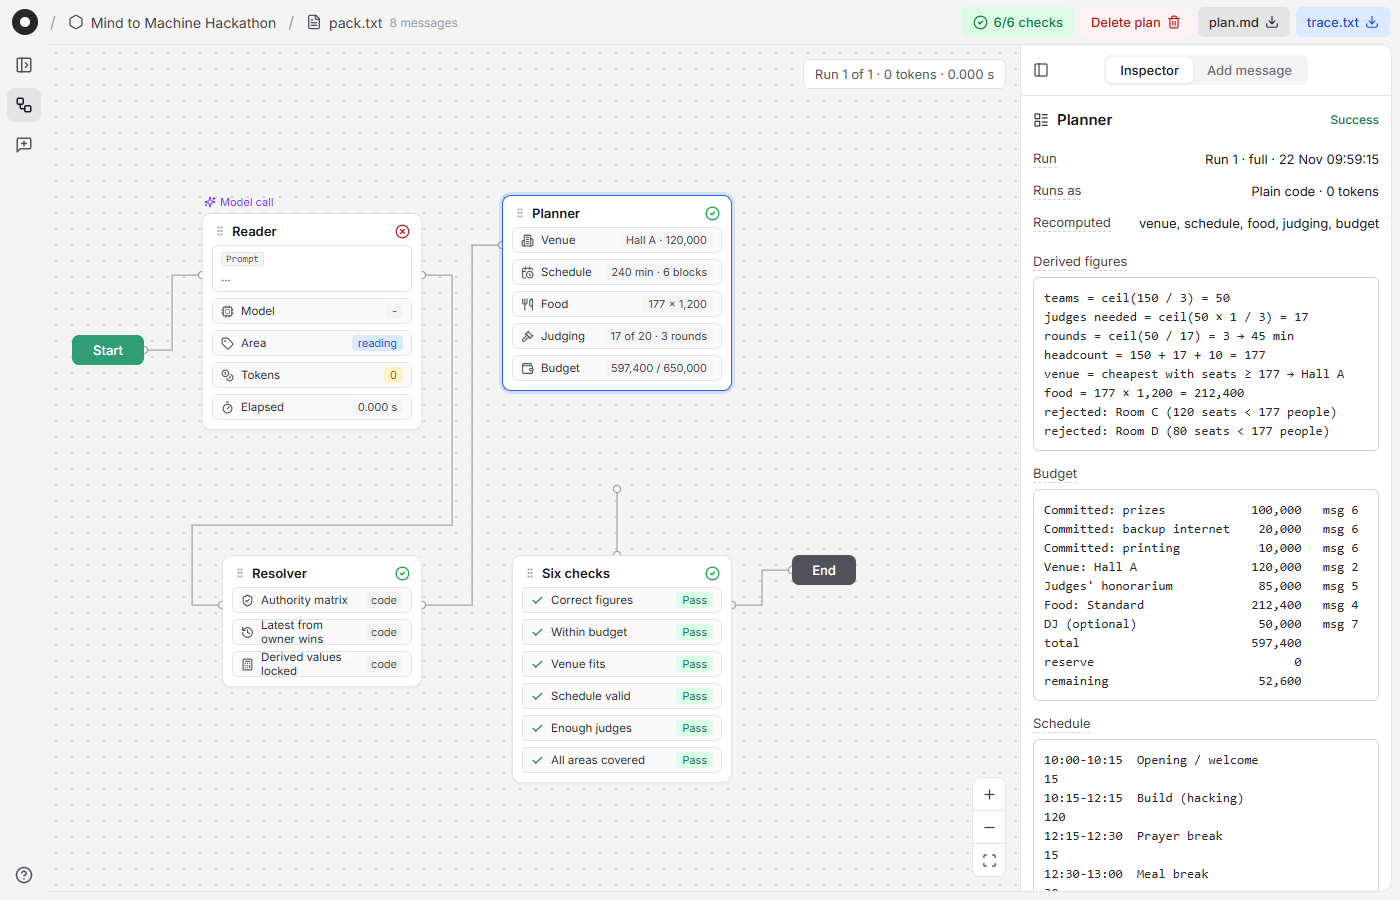 / Mind to Machine Hackathon / pack.txt 8 messages
6/6 checks
Delete plan
plan.md
trace.txt
Run 1 of 1 · 0 tokens · 0.000 s
Model call
Reader
Prompt
...
Model -
Area reading
Tokens 0
Elapsed 0.000 s
Start
Planner
Venue Hall A · 120,000
Schedule 240 min · 6 blocks
Food 177 × 1,200
Judging 17 of 20 · 3 rounds
Budget 597,400 / 650,000
Resolver
Authority matrix code
Latest from
owner wins code
Derived values
locked code
Six checks
Correct figures Pass
Within budget Pass
Venue fits Pass
Schedule valid Pass
Enough judges Pass
All areas covered Pass
End
Inspector
Add message
Planner Success
Run Run 1 · full · 22 Nov 09:59:15
Runs as Plain code · 0 tokens
Recomputed venue, schedule, food, judging, budget
Derived figures
teams = ceil(150 / 3) = 50
judges needed = ceil(50 × 1 / 3) = 17
rounds = ceil(50 / 17) = 3 → 45 min
headcount = 150 + 17 + 10 = 177
venue = cheapest with seats ≥ 177 → Hall A
food = 177 × 1,200 = 212,400
rejected: Room C (120 seats < 177 people)
rejected: Room D (80 seats < 177 people)
Budget
Committed: prizes 100,000 msg 6
Committed: backup internet 20,000 msg 6
Committed: printing 10,000 msg 6
Venue: Hall A 120,000 msg 2
Judges' honorarium 85,000 msg 5
Food: Standard 212,400 msg 4
DJ (optional) 50,000 msg 7
total 597,400
reserve 0
remaining 52,600
Schedule
10:00-10:15 Opening / welcome
15
10:15-12:15 Build (hacking)
120
12:15-12:30 Prayer break
15
12:30-13:00 Meal break